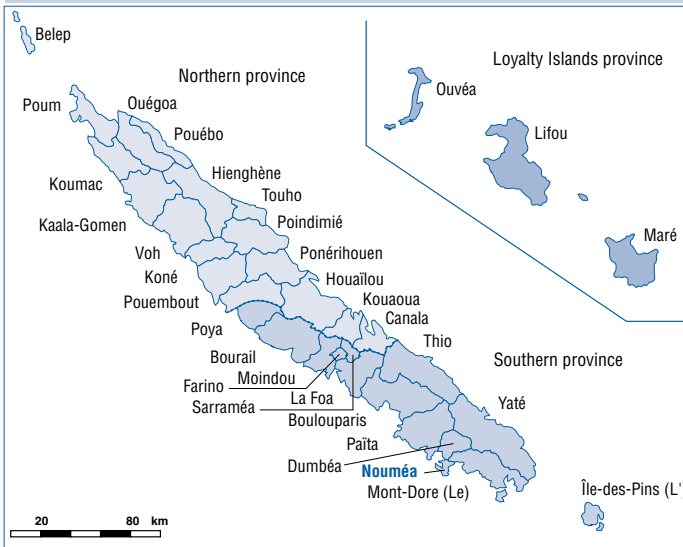 Belep
Northern province
Loyalty Islands province
Ouvéa
Poum
Ouégoa
Pouébo
Lifou
Hienghène
Koumac
Touho
Kaala-Gomen
Poindimié
Maré
Voh
Ponérihouen
Koné
Houaïlou
Pouembout
Kouaoua
Canala
Poya
Thio
Bourail
Southern province
Moindou
Farino
La Foa
Sarraméa
Yaté
Boulouparis
Païta
Dumbéa
Nouméa
Mont-Dore (Le)
Île-des-Pins (L'
20 80 km